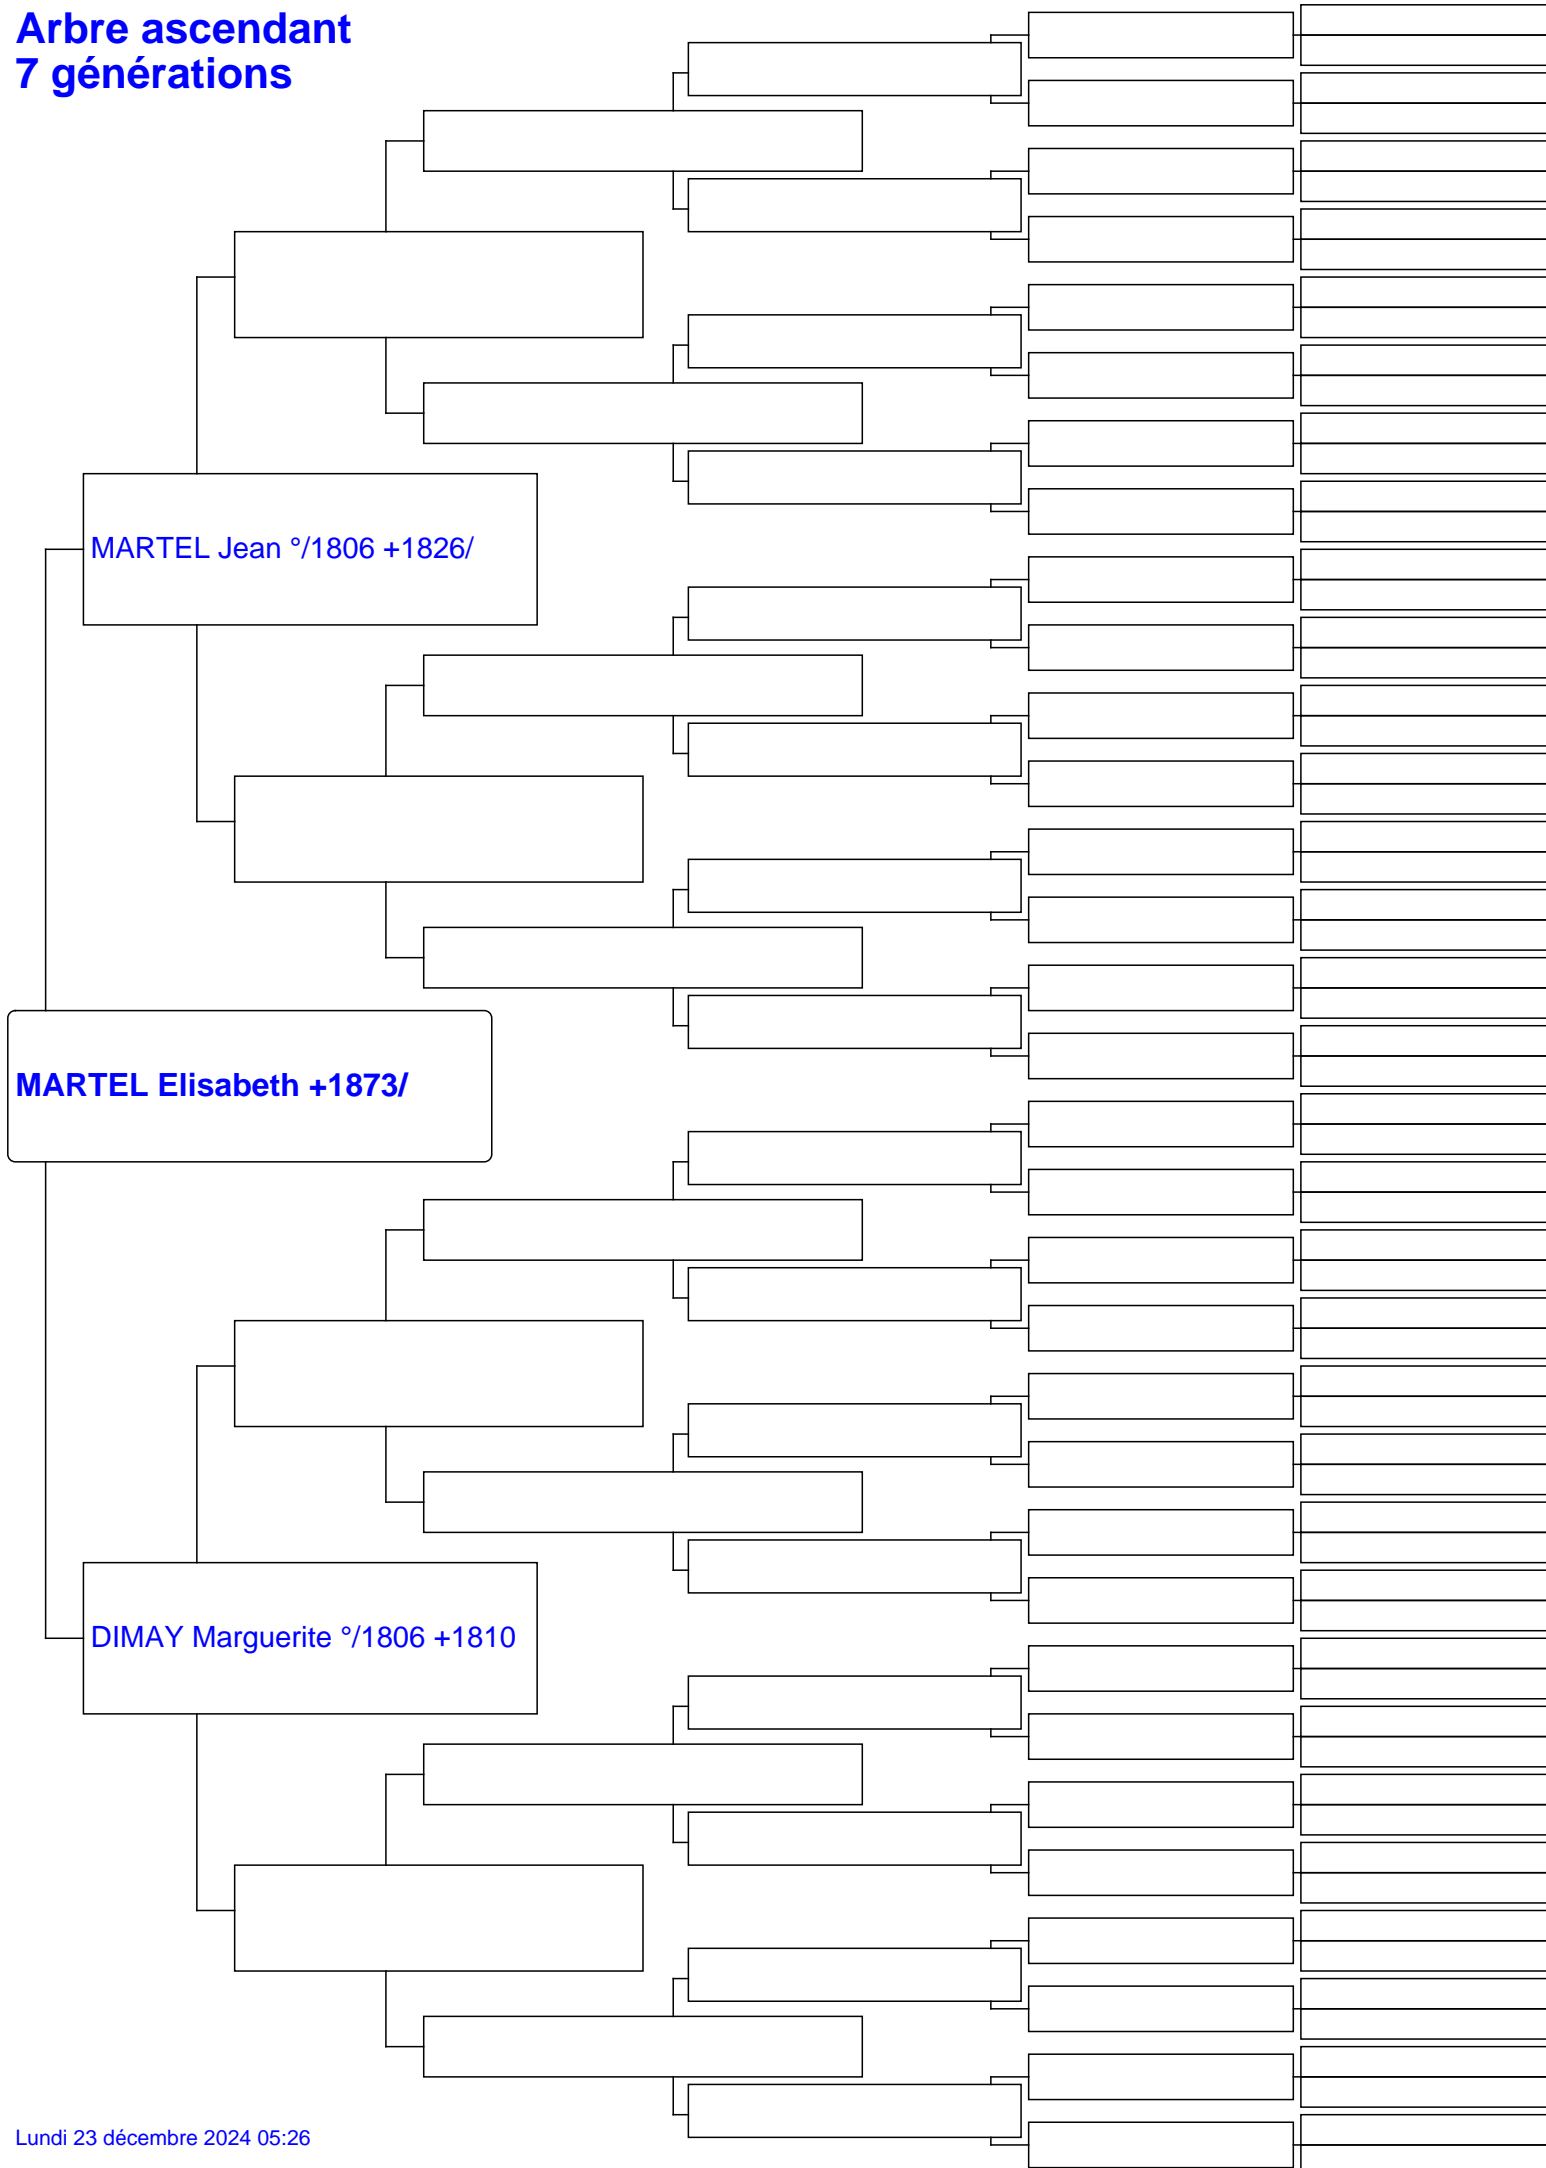 Arbre ascendant
7 générations
MARTEL Jean °/1806 +1826/
MARTEL Elisabeth +1873/
DIMAY Marguerite °/1806 +1810
Lundi 23 décembre 2024 05:26